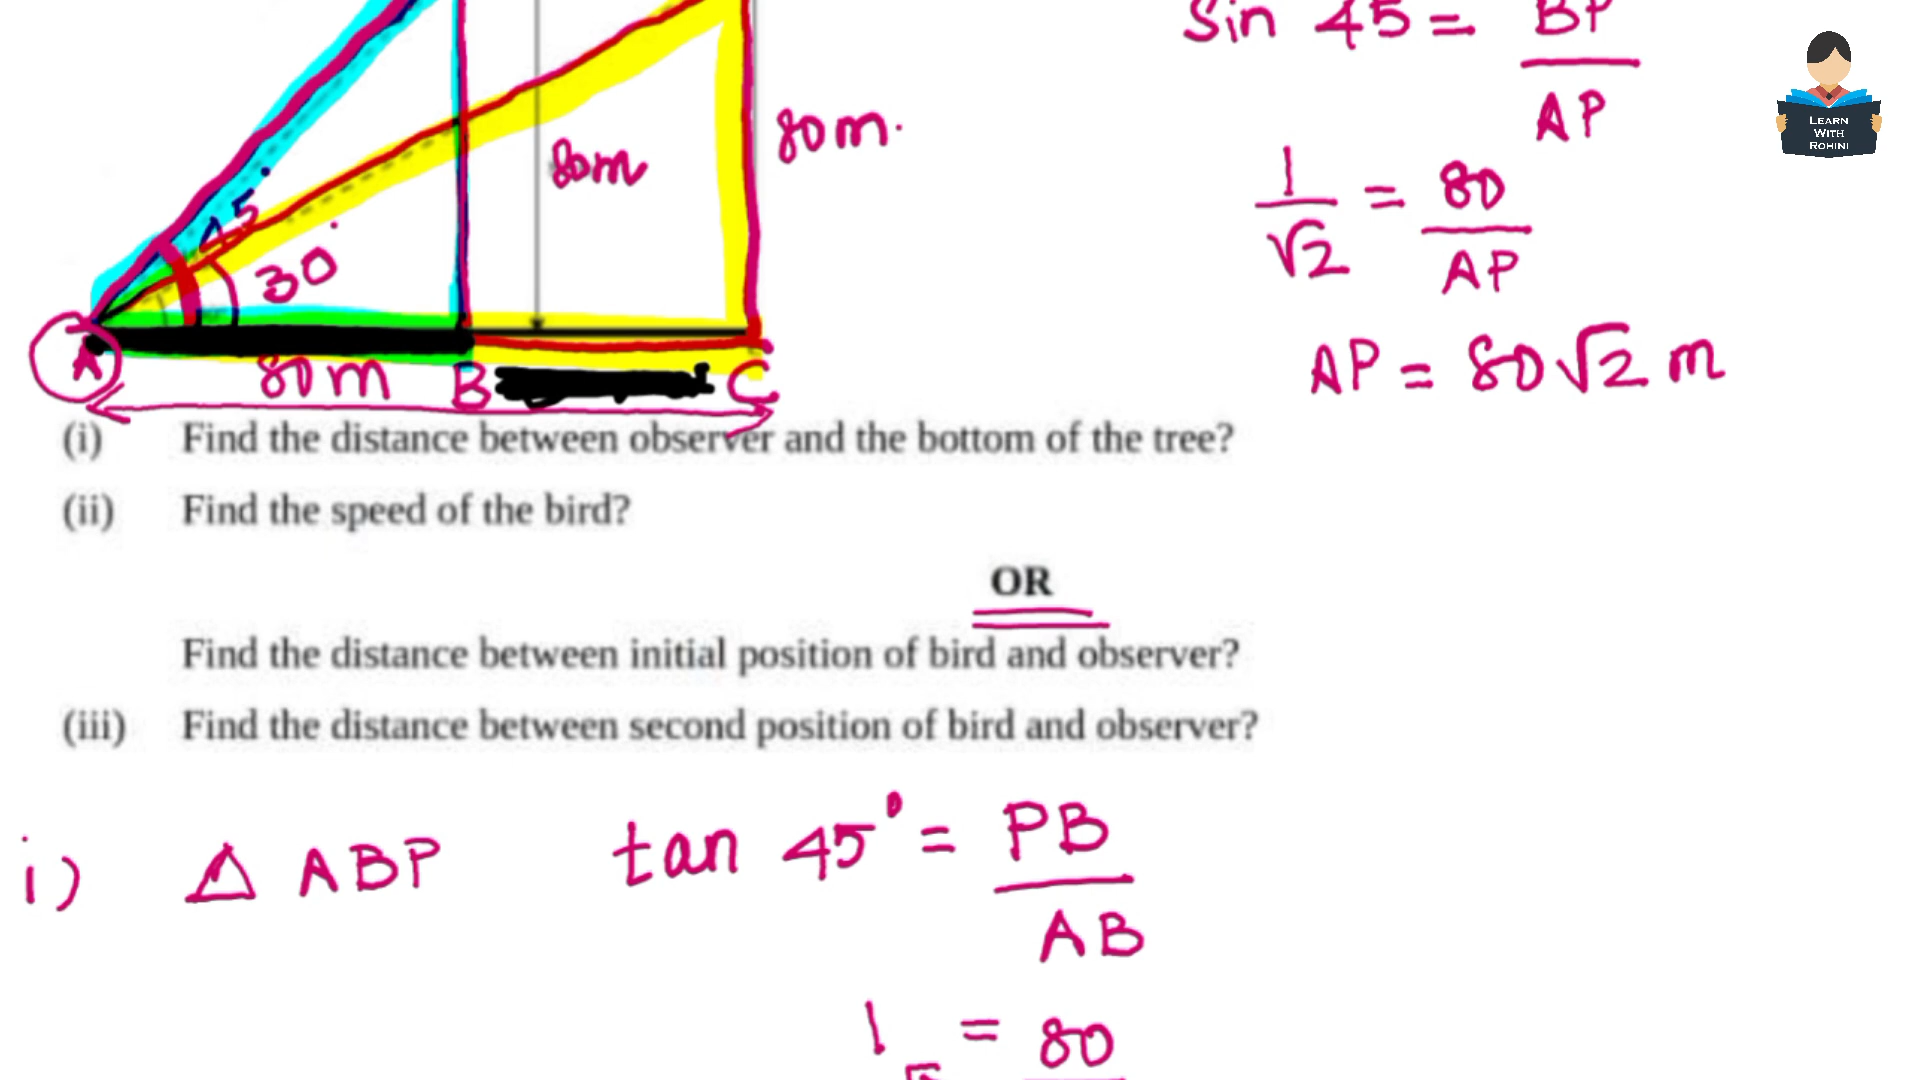 Sin 45 = BP
AP
LEARN
WITH
ROHINI
80m.
80m
1 = 80
√2 AP
45
30
AP = 80√2 m
A 80 m B C
(i) Find the distance between observer and the bottom of the tree?
(ii) Find the speed of the bird?
OR
Find the distance between initial position of bird and observer?
(iii) Find the distance between second position of bird and observer?
i) △ ABP tan 45° = PB
AB
1 = 80